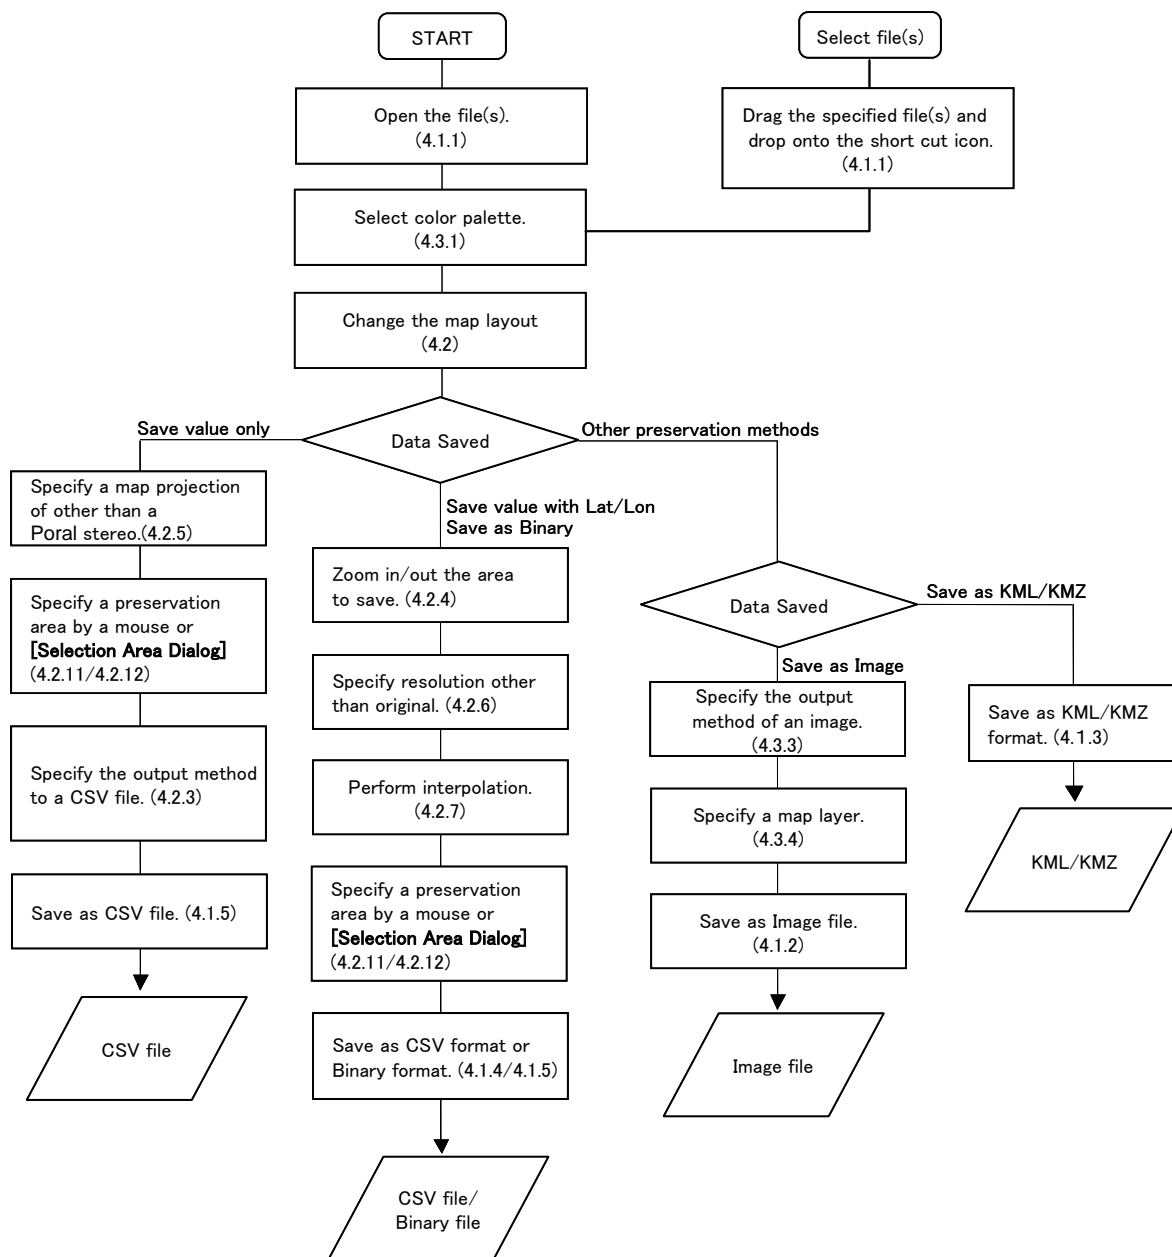 START
Select file(s)
Open the file(s).
(4.1.1)
Drag the specified file(s) and
drop onto the short cut icon.
(4.1.1)
Select color palette.
(4.3.1)
Change the map layout
(4.2)
Data Saved
Save value only
Other preservation methods
Save value with Lat/Lon
Save as Binary
Specify a map projection
of other than a
Poral stereo.(4.2.5)
Specify a preservation
area by a mouse or
[Selection Area Dialog]
(4.2.11/4.2.12)
Specify the output method
to a CSV file. (4.2.3)
Save as CSV file. (4.1.5)
CSV file
Zoom in/out the area
to save. (4.2.4)
Specify resolution other
than original. (4.2.6)
Perform interpolation.
(4.2.7)
Specify a preservation
area by a mouse or
[Selection Area Dialog]
(4.2.11/4.2.12)
Save as CSV format or
Binary format. (4.1.4/4.1.5)
CSV file/
Binary file
Data Saved
Save as KML/KMZ
Save as Image
Specify the output
method of an image.
(4.3.3)
Specify a map layer.
(4.3.4)
Save as Image file.
(4.1.2)
Image file
Save as KML/KMZ
format. (4.1.3)
KML/KMZ